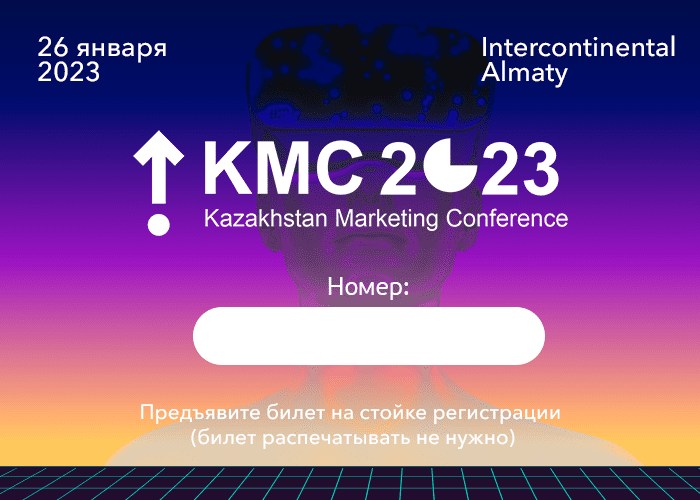 26 января
2023
Intercontinental
Almaty
KMC 2023
Kazakhstan Marketing Conference
Номер:
Предъявите билет на стойке регистрации
(билет распечатывать не нужно)